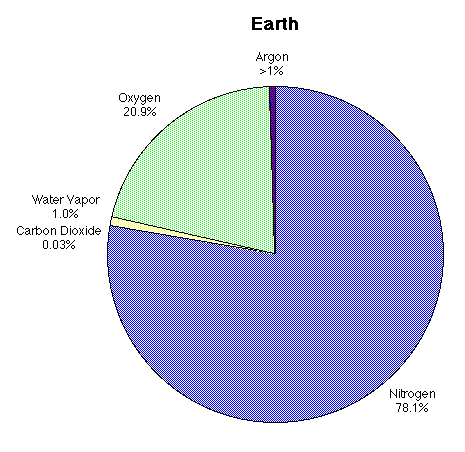 Earth
Argon
>1%
Oxygen
20.9%
Water Vapor
1.0%
Carbon Dioxide
0.03%
Nitrogen
78.1%